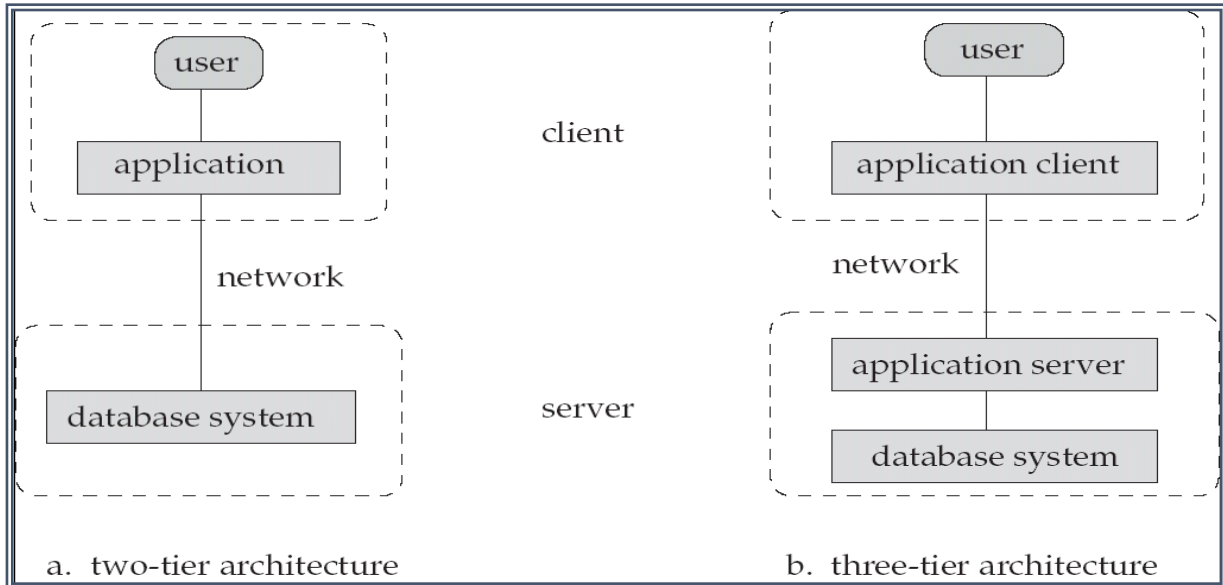 user
application
network
database system
a. two-tier architecture
client
server
user
application client
network
application server
database system
b. three-tier architecture